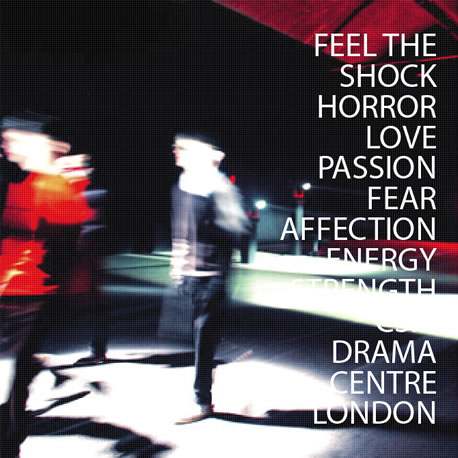 FEEL THE
SHOCK
HORROR
LOVE
PASSION
FEAR
AFFECTION
ENERGY
STRENGTH
DRAMA
CENTRE
LONDON